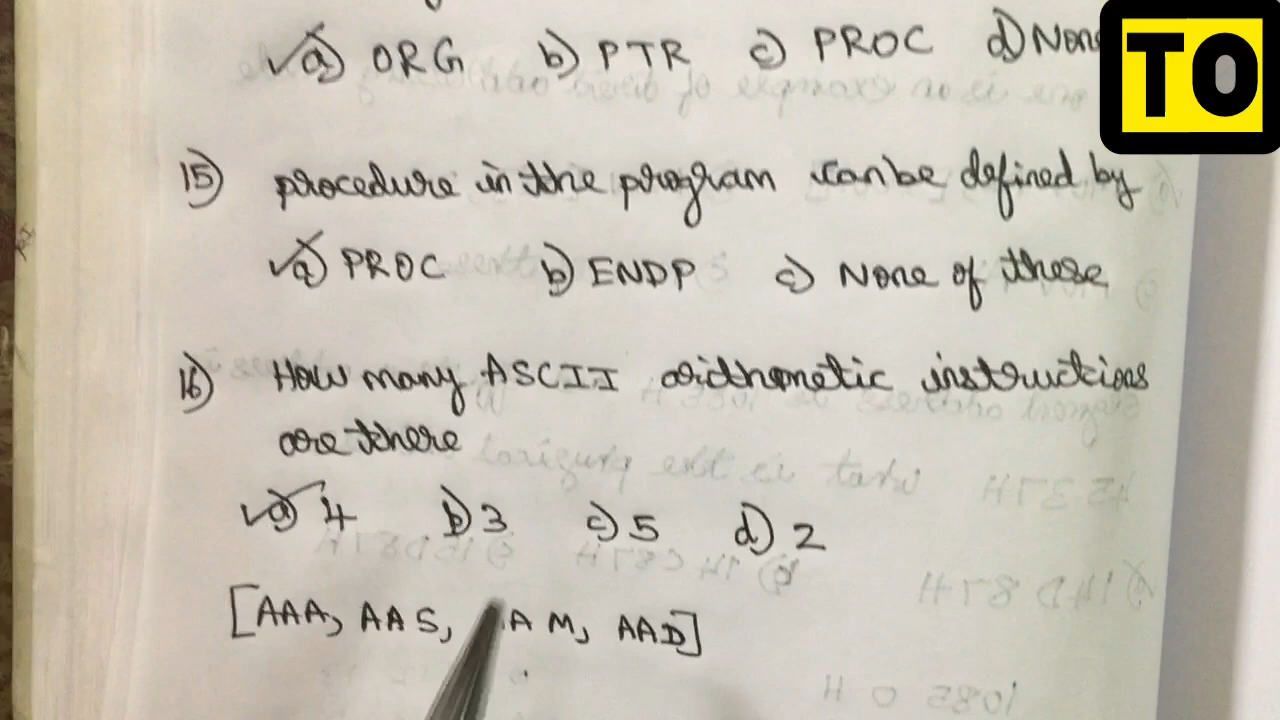 a) ORG b) PTR c) PROC d) None
TO
15) procedure in the program can be defined by
a) PROC b) ENDP c) None of these
16) How many ASCII arithmetic instructions
are there
a) 4 b) 3 c) 5 d) 2
[AAA, AAS, AM, AAD]